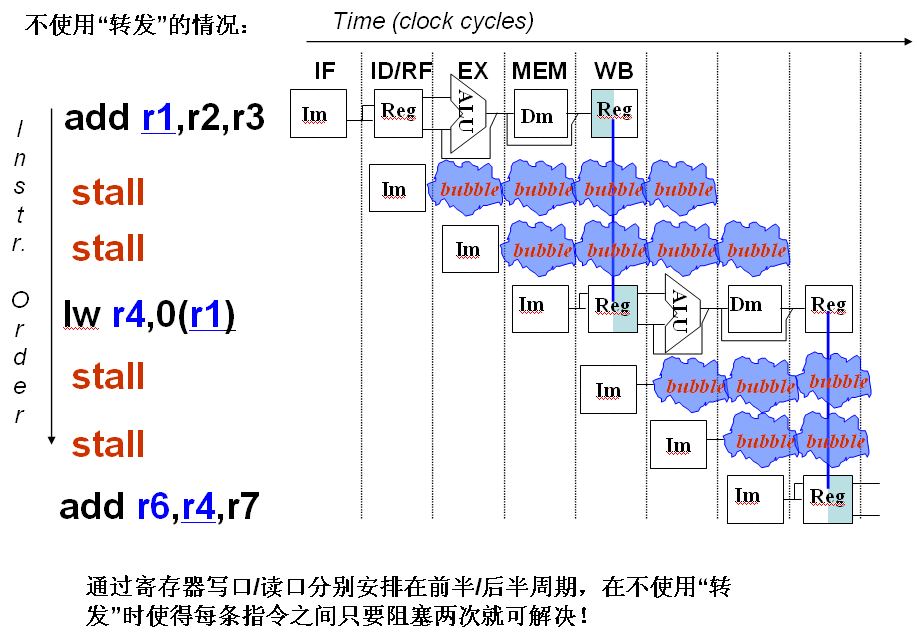 不使用“转发”的情况：
Time (clock cycles)
IF ID/RF EX MEM WB
Instr. Order
add r1,r2,r3
Im Reg ALU Dm Reg
stall
Im bubble bubble bubble bubble
stall
Im bubble bubble bubble bubble
lw r4,0(r1)
Im Reg ALU Dm Reg
stall
Im bubble bubble bubble
stall
Im bubble bubble
add r6,r4,r7
Im Reg
通过寄存器写口/读口分别安排在前半/后半周期，在不使用“转
发”时使得每条指令之间只要阻塞两次就可解决！